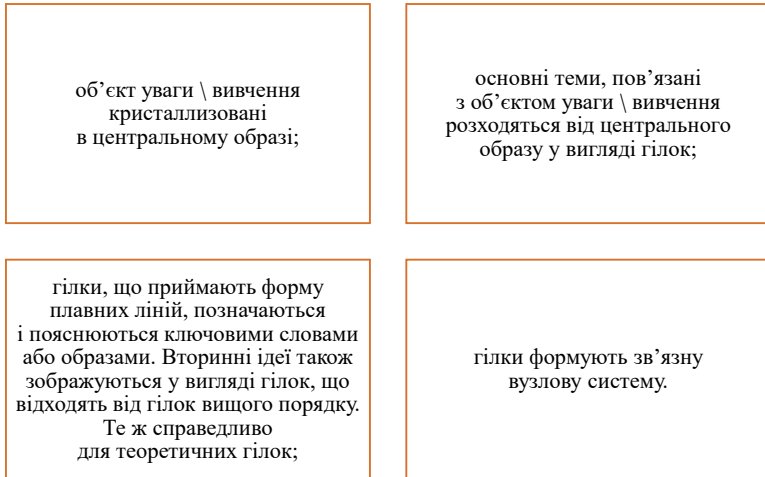 об’єкт уваги \ вивчення
кристаллизовані
в центральному образі;
основні теми, пов’язані
з об’єктом уваги \ вивчення
розходяться від центрального
образу у вигляді гілок;
гілки, що приймають форму
плавних ліній, позначаються
і пояснюються ключовими словами
або образами. Вторинні ідеї також
зображуються у вигляді гілок, що
відходять від гілок вищого порядку.
Те ж справедливо
для теоретичних гілок;
гілки формують зв’язну
вузлову систему.